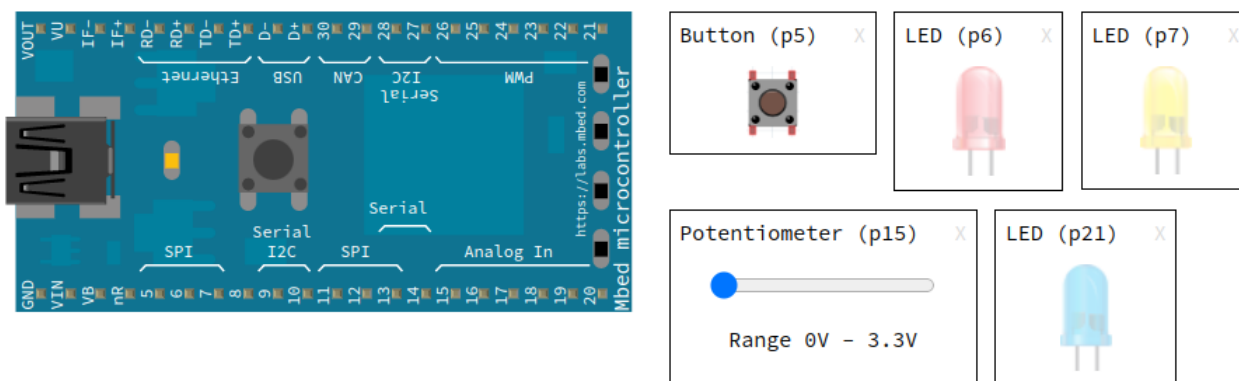 VOUT VU IF- IF+ RD- RD+ TD- TD+ D- D+ 30 29 28 27 26 25 24 23 22 21
Ethernet USB CAN I2C PWM
Serial
https://labs.mbed.com
Mbed microcontroller
Serial
Serial
SPI I2C SPI Analog In
GND VIN VB nR 5 6 7 8 9 10 11 12 13 14 15 16 17 18 19 20
Button (p5) X
LED (p6) X
LED (p7) X
Potentiometer (p15) X
Range 0V - 3.3V
LED (p21) X